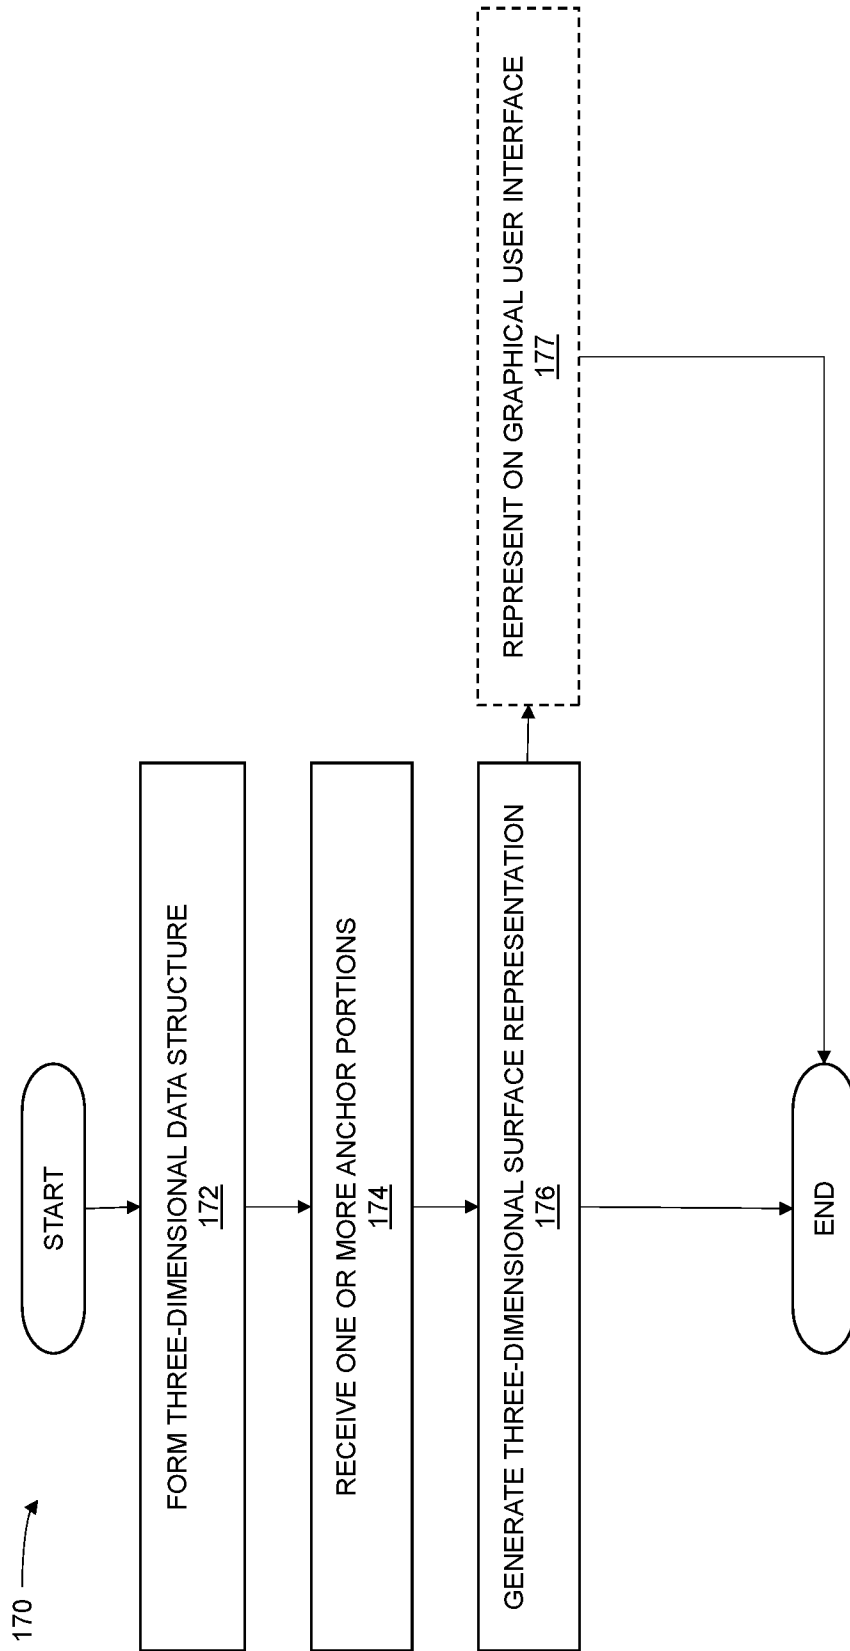 170
START
FORM THREE-DIMENSIONAL DATA STRUCTURE
172
RECEIVE ONE OR MORE ANCHOR PORTIONS
174
GENERATE THREE-DIMENSIONAL SURFACE REPRESENTATION
176
REPRESENT ON GRAPHICAL USER INTERFACE
177
END